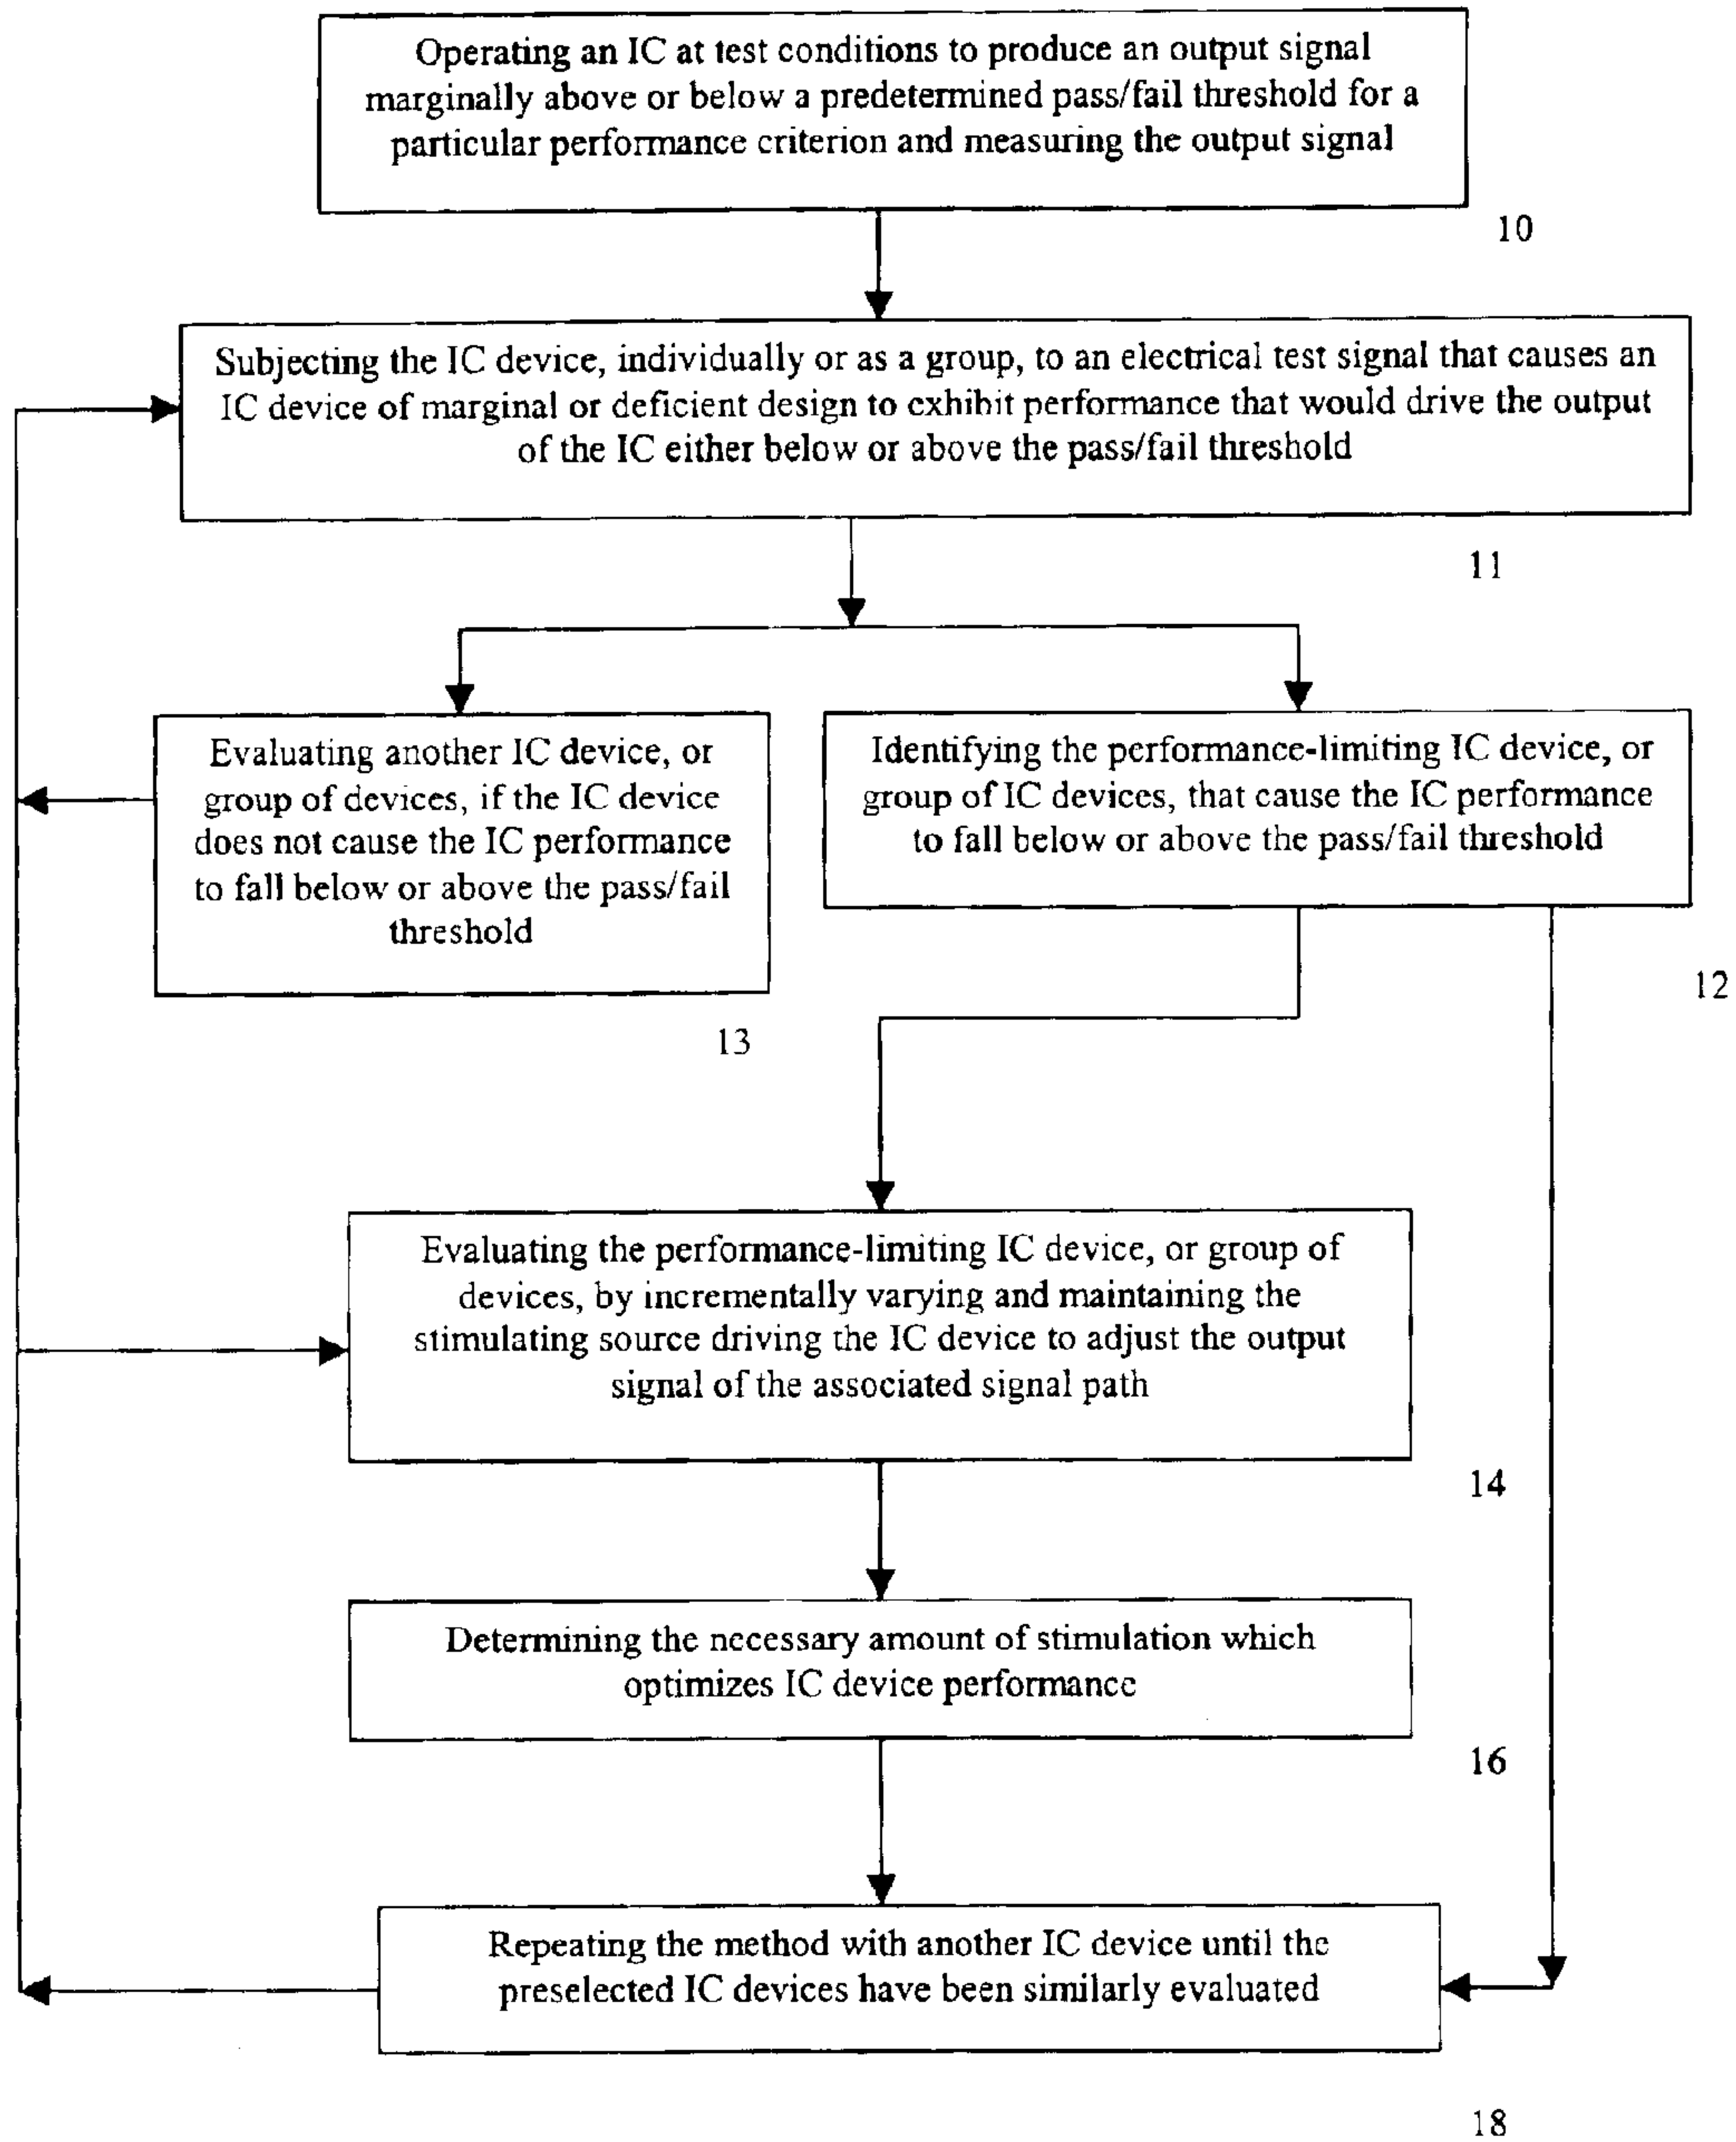 Operating an IC at test conditions to produce an output signal
marginally above or below a predetermined pass/fail threshold for a
particular performance criterion and measuring the output signal
10
Subjecting the IC device, individually or as a group, to an electrical test signal that causes an
IC device of marginal or deficient design to exhibit performance that would drive the output
of the IC either below or above the pass/fail threshold
11
Evaluating another IC device, or
group of devices, if the IC device
does not cause the IC performance
to fall below or above the pass/fail
threshold
13
Identifying the performance-limiting IC device, or
group of IC devices, that cause the IC performance
to fall below or above the pass/fail threshold
12
Evaluating the performance-limiting IC device, or group of
devices, by incrementally varying and maintaining the
stimulating source driving the IC device to adjust the output
signal of the associated signal path
14
Determining the necessary amount of stimulation which
optimizes IC device performance
16
Repeating the method with another IC device until the
preselected IC devices have been similarly evaluated
18